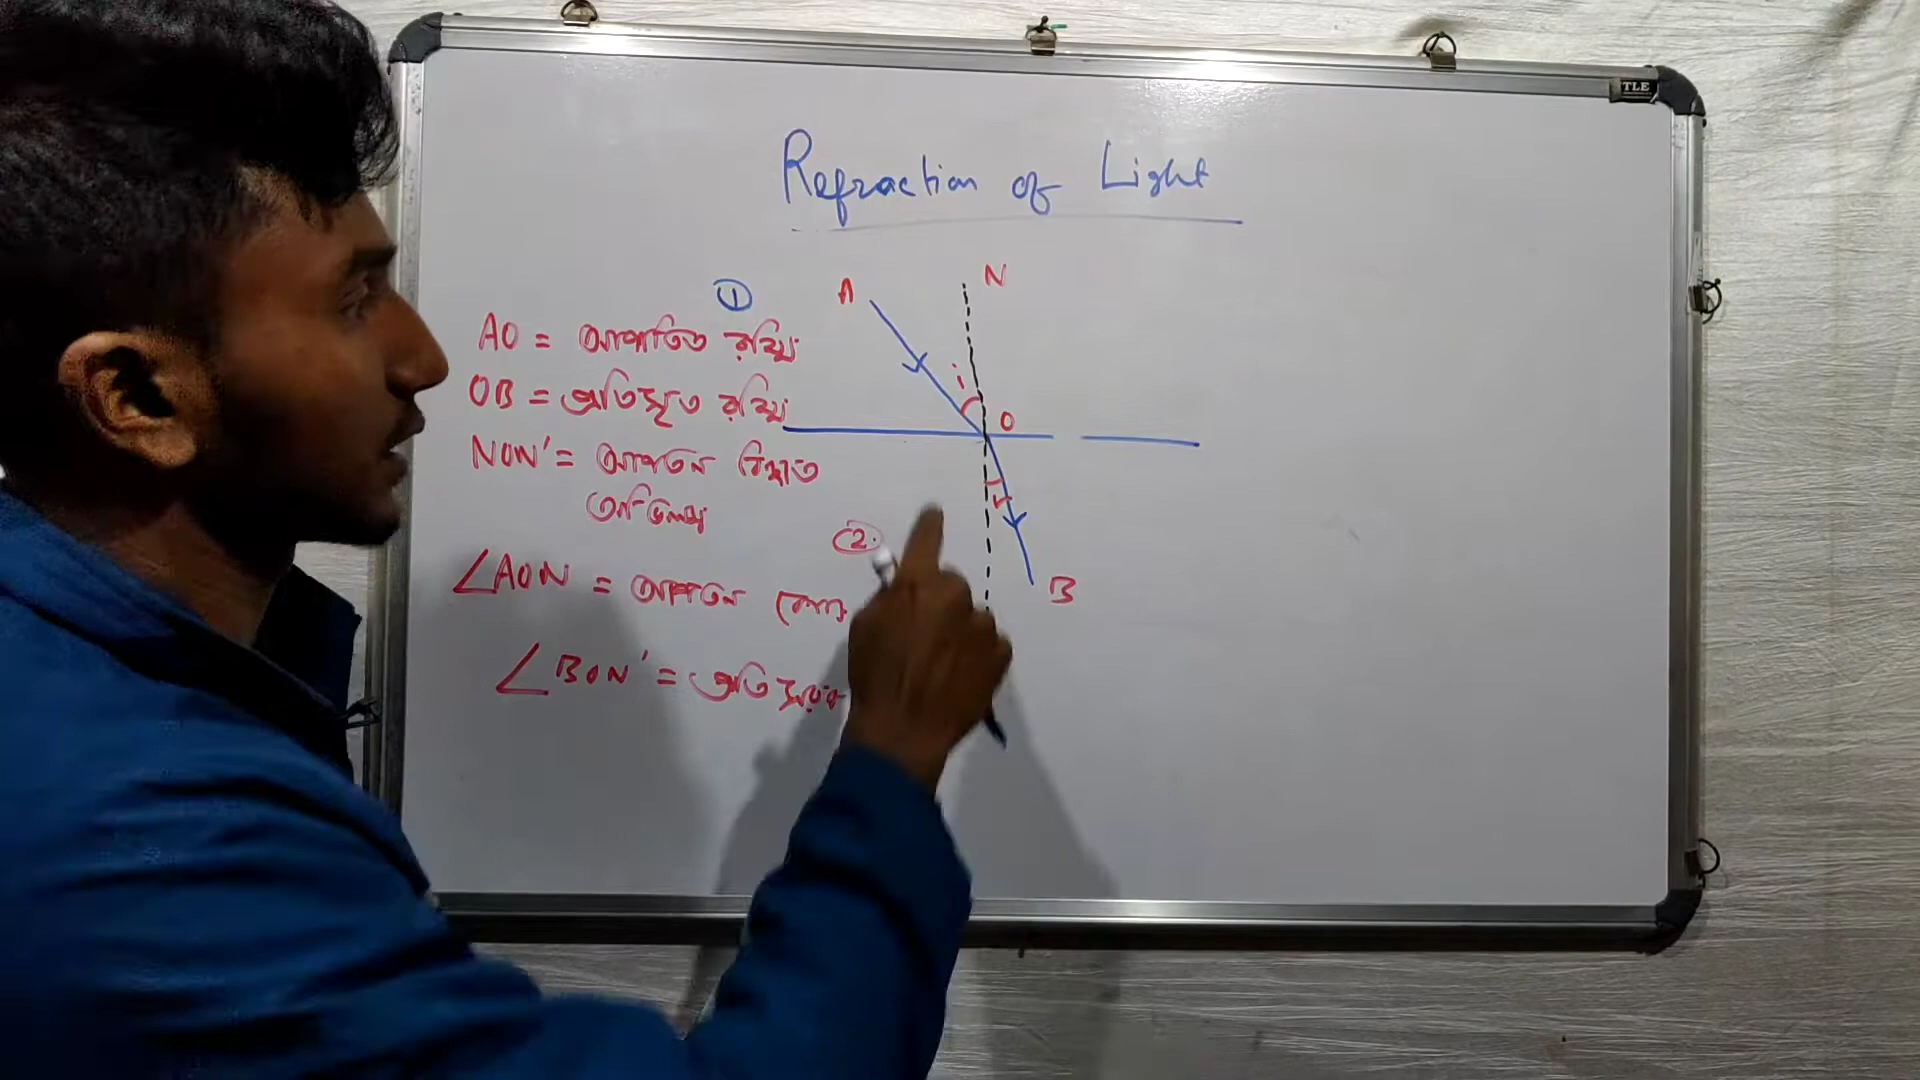 TLE
Refraction of Light
①
A
N
AO = আপতিত রশ্মি
i
OB = প্রতিসৃত রশ্মি
O
NON' = আপতন বিন্দুতে
অভিলম্ব
r
②
B
∠AON = আপতন কোণ
∠BON' = প্রতিসরণ